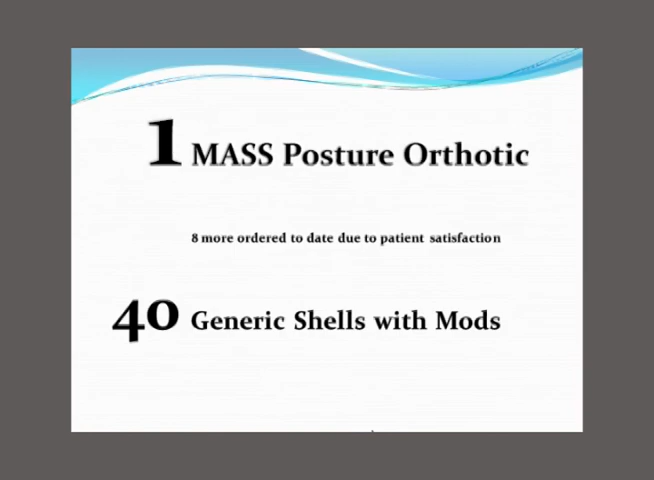 1 MASS Posture Orthotic
8 more ordered to date due to patient satisfaction
40 Generic Shells with Mods